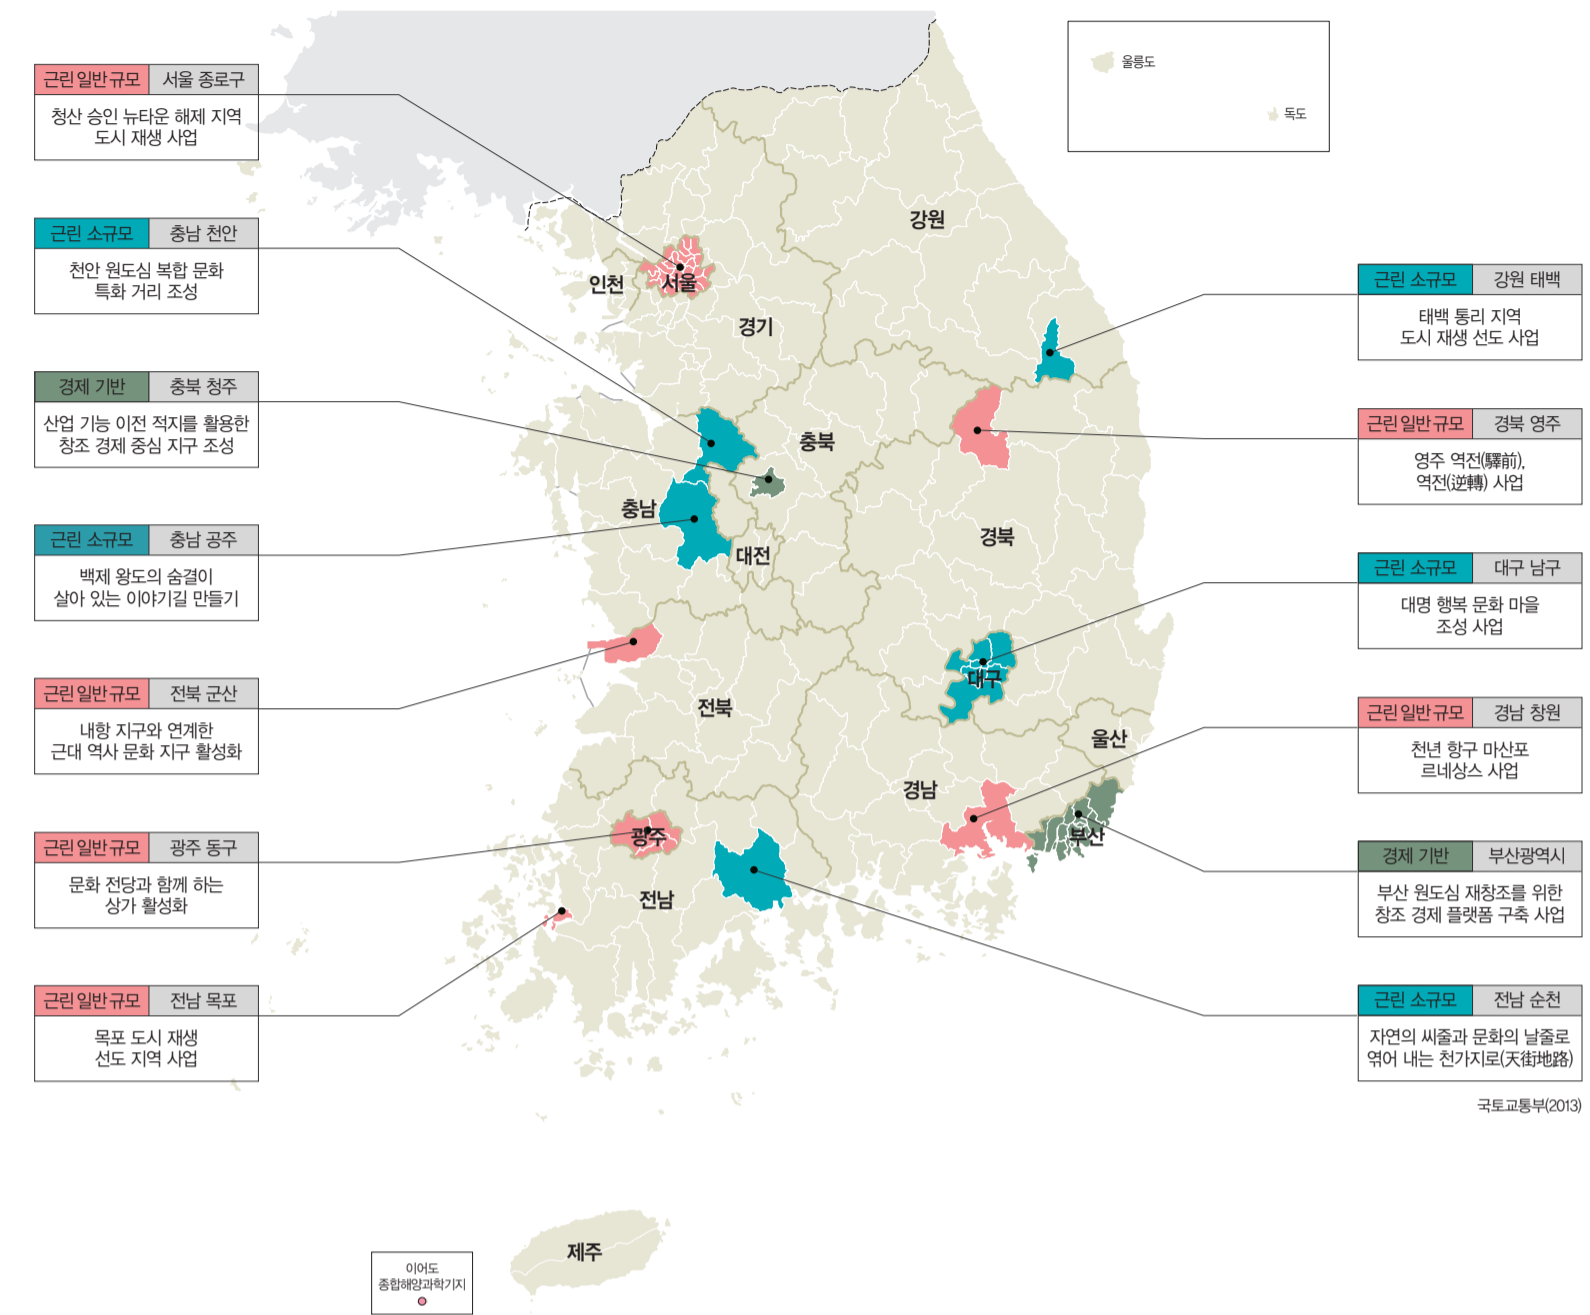 근린 일반 규모 서울 종로구
청산 승인 뉴타운 해제 지역
도시 재생 사업
근린 소규모 충남 천안
천안 원도심 복합 문화
특화 거리 조성
경제 기반 충북 청주
산업 기능 이전 적지를 활용한
창조 경제 중심 지구 조성
근린 소규모 충남 공주
백제 왕도의 숨결이
살아 있는 이야기길 만들기
근린 일반 규모 전북 군산
내항 지구와 연계한
근대 역사 문화 지구 활성화
근린 일반 규모 광주 동구
문화 전당과 함께 하는
상가 활성화
근린 일반 규모 전남 목포
목포 도시 재생
선도 지역 사업
울릉도
독도
강원
인천
서울
경기
충북
충남
경북
대전
대구
전북
울산
경남
광주
부산
전남
제주
이어도
종합해양과학기지
근린 소규모 강원 태백
태백 통리 지역
도시 재생 선도 사업
근린 일반 규모 경북 영주
영주 역전(驛前),
역전(逆轉) 사업
근린 소규모 대구 남구
대명 행복 문화 마을
조성 사업
근린 일반 규모 경남 창원
천년 항구 마산포
르네상스 사업
경제 기반 부산광역시
부산 원도심 재창조를 위한
창조 경제 플랫폼 구축 사업
근린 소규모 전남 순천
자연의 씨줄과 문화의 날줄로
엮어 내는 천가지로(天街地路)
국토교통부(2013)